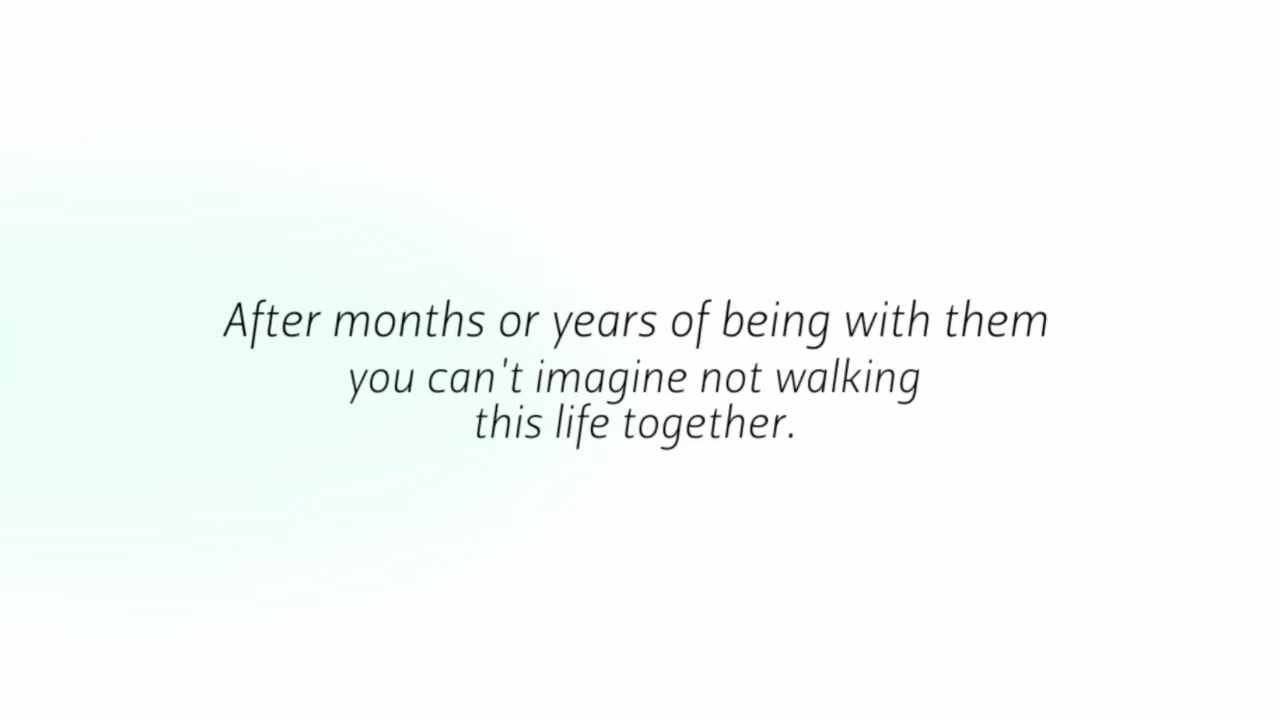 After months or years of being with them
you can't imagine not walking
this life together.